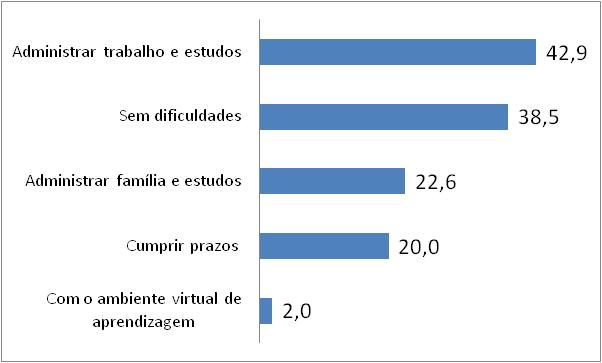 Administrar trabalho e estudos
42,9
Sem dificuldades
38,5
Administrar família e estudos
22,6
Cumprir prazos
20,0
Com o ambiente virtual de
aprendizagem
2,0